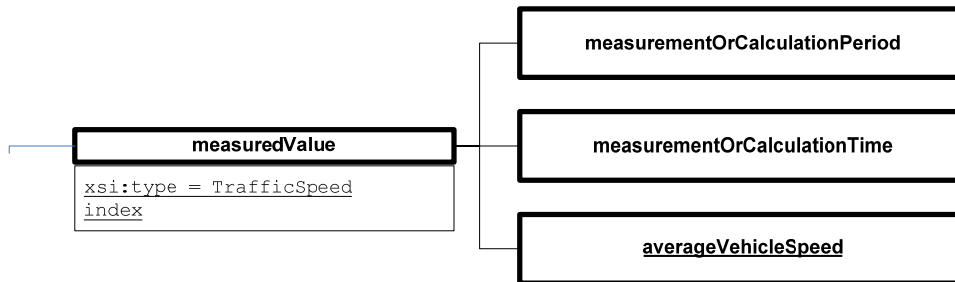 measurementOrCalculationPeriod
measuredValue
measurementOrCalculationTime
xsi:type = TrafficSpeed
index
averageVehicleSpeed